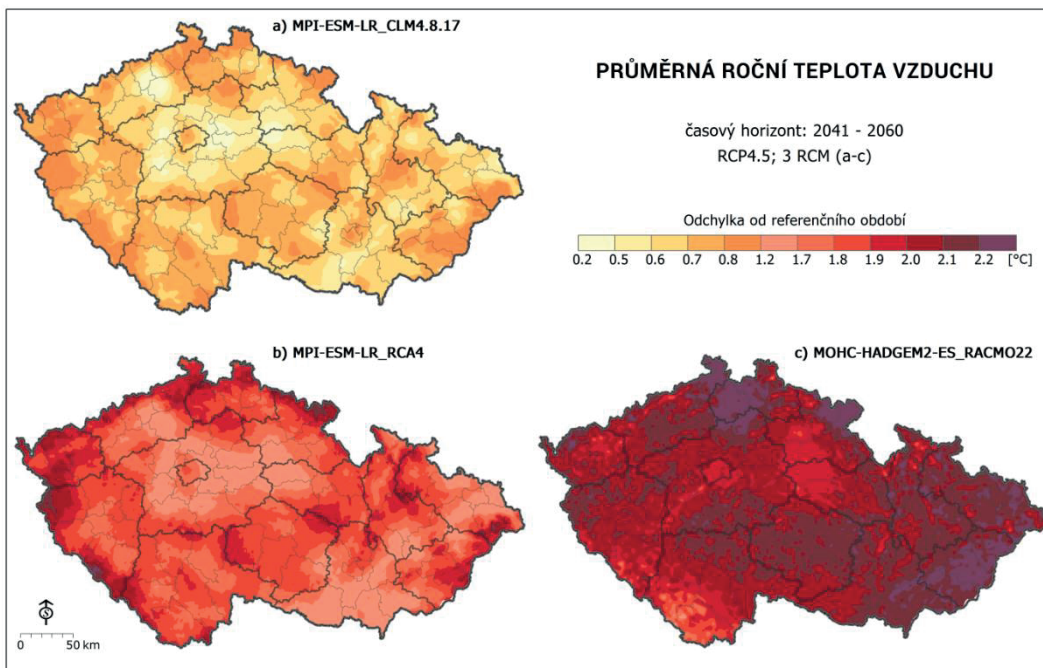 a) MPI-ESM-LR_CLM4.8.17
PRŮMĚRNÁ ROČNÍ TEPLOTA VZDUCHU
časový horizont: 2041 - 2060
RCP4.5; 3 RCM (a-c)
Odchylka od referenčního období
0.2 0.5 0.6 0.7 0.8 1.2 1.7 1.8 1.9 2.0 2.1 2.2 [°C]
b) MPI-ESM-LR_RCA4
c) MOHC-HADGEM2-ES_RACMO22
S
0 50 km